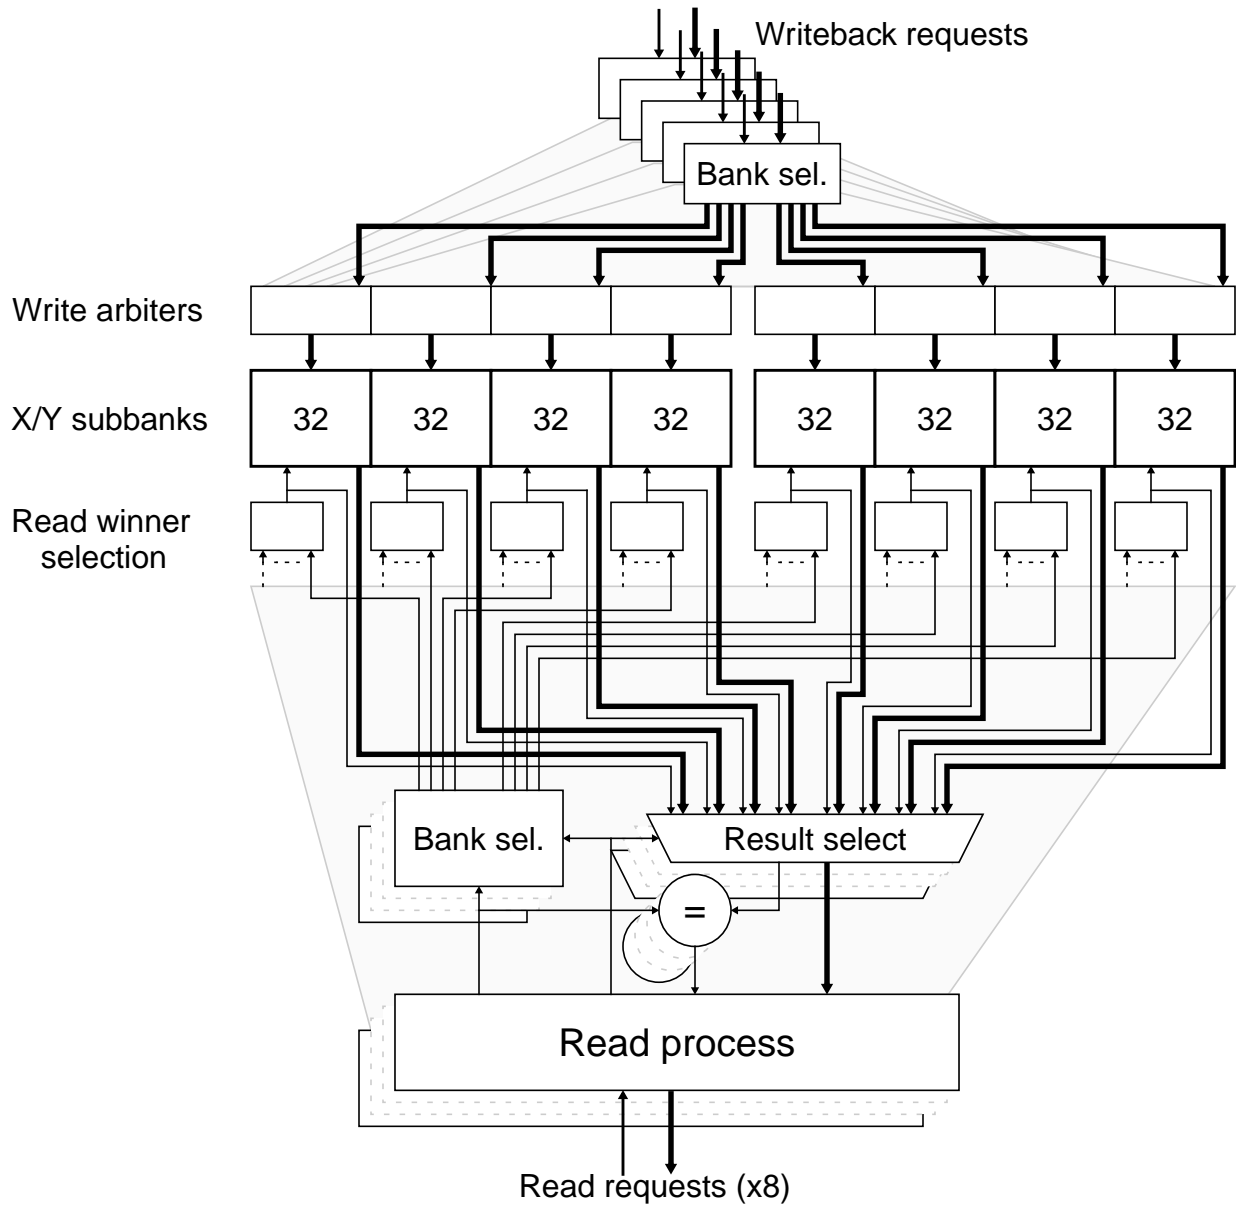 Writeback requests
Bank sel.
Write arbiters
X/Y subbanks
32 32 32 32 32 32 32 32
Read winner
selection
Bank sel.
Result select
=
Read process
Read requests (x8)